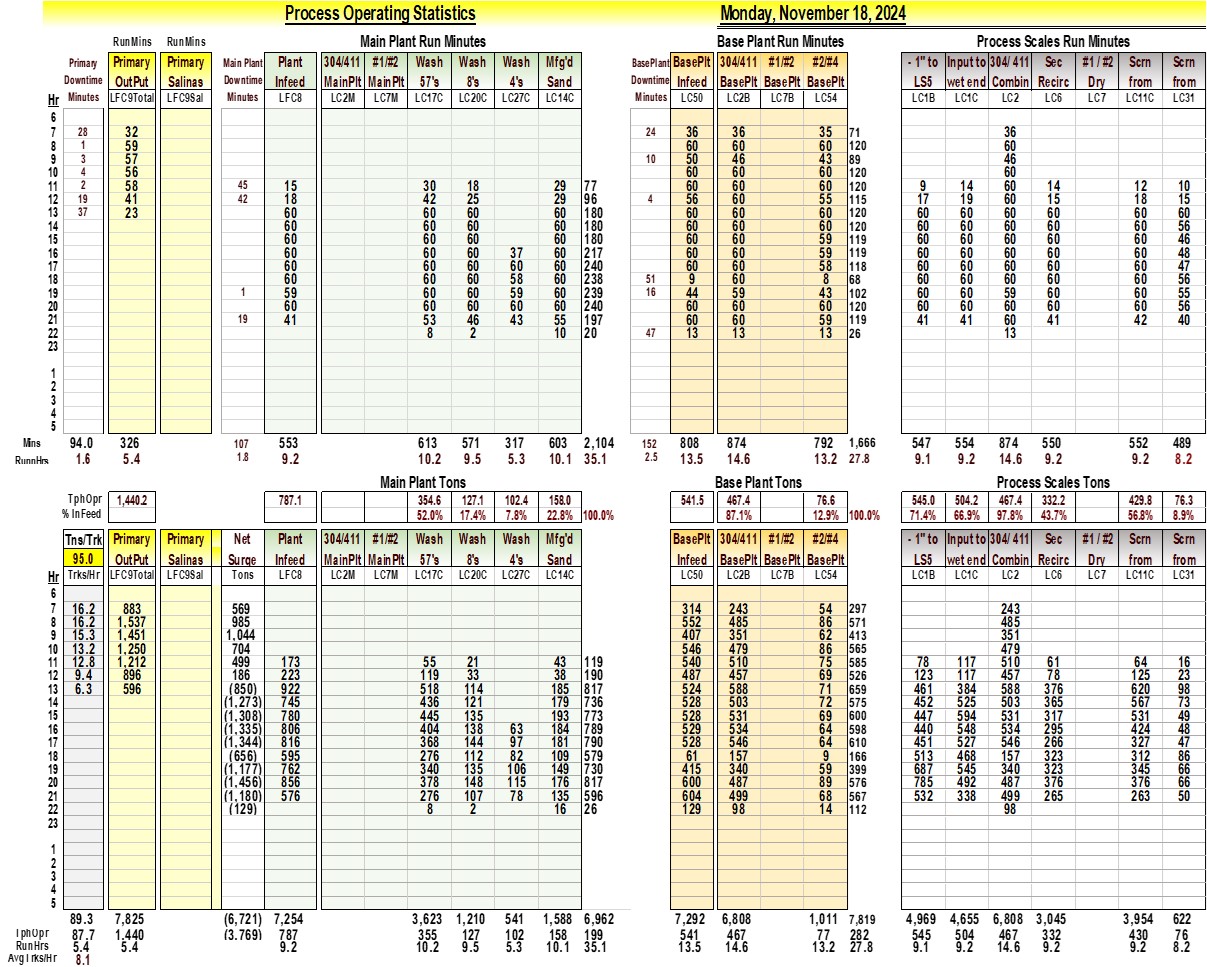 Process Operating Statistics Monday, November 18, 2024
RunMins RunMins Main Plant Run Minutes Base Plant Run Minutes Process Scales Run Minutes
Primary Primary Primary Main Plant Plant 304/411 #1/#2 Wash Wash Wash Mfg'd BasePlant BasePlt 304/411 #1/#2 #2/#4 - 1" to Input to 304/ 411 Sec #1 / #2 Scrn Scrn
Downtime OutPut Salinas Downtime Infeed MainPlt MainPlt 57's 8's 4's Sand Downtime Infeed BasePlt BasePlt BasePlt LS5 wet end Combin Recirc Dry from from
Hr Minutes LFC9Total LFC9Sal Minutes LFC8 LC2M LC7M LC17C LC20C LC27C LC14C Minutes LC50 LC2B LC7B LC54 LC1B LC1C LC2 LC6 LC7 LC11C LC31
6
7 28 32 24 36 36 35 71 36
8 1 59 60 60 60 120 60
9 3 57 10 50 46 43 89 46
10 4 56 60 60 60 120 60
11 2 58 45 15 30 18 29 77 60 60 60 120 9 14 60 14 12 10
12 19 41 42 18 42 25 29 96 4 56 60 55 115 17 19 60 15 18 15
13 37 23 60 60 60 60 180 60 60 60 120 60 60 60 60 60 60
14 60 60 60 60 180 60 60 60 120 60 60 60 60 60 56
15 60 60 60 60 180 60 60 59 119 60 60 60 60 60 46
16 60 60 60 37 60 217 60 60 59 119 60 60 60 60 60 48
17 60 60 60 60 60 240 60 60 58 118 60 60 60 60 60 47
18 60 60 60 58 60 238 51 9 60 8 68 60 60 60 60 60 56
19 1 59 60 60 59 60 239 16 44 59 43 102 60 60 59 60 60 55
20 60 60 60 60 60 240 60 60 60 120 60 60 60 60 60 56
21 19 41 53 46 43 55 197 60 60 59 119 41 41 60 41 42 40
22 8 2 10 20 47 13 13 13 26 13
23
1
2
3
4
5
Mins 94.0 326 107 553 613 571 317 603 2,104 152 808 874 792 1,666 547 554 874 550 552 489
RunnHrs 1.6 5.4 1.8 9.2 10.2 9.5 5.3 10.1 35.1 2.5 13.5 14.6 13.2 27.8 9.1 9.2 14.6 9.2 9.2 8.2
Main Plant Tons Base Plant Tons Process Scales Tons
TphOpr 1,440.2 787.1 354.6 127.1 102.4 158.0 541.5 467.4 76.6 545.0 504.2 467.4 332.2 429.8 76.3
% InFeed 52.0% 17.4% 7.8% 22.8% 100.0% 87.1% 12.9% 100.0% 71.4% 66.9% 97.8% 43.7% 56.8% 8.9%
Tns/Trk Primary Primary Net Plant 304/411 #1/#2 Wash Wash Wash Mfg'd BasePlt 304/411 #1/#2 #2/#4 - 1" to Input to 304/ 411 Sec #1 / #2 Scrn Scrn
95.0 OutPut Salinas Surge Infeed MainPlt MainPlt 57's 8's 4's Sand Infeed BasePlt BasePlt BasePlt LS5 wet end Combin Recirc Dry from from
Hr Trks/Hr LFC9Total LFC9Sal Tons LFC8 LC2M LC7M LC17C LC20C LC27C LC14C LC50 LC2B LC7B LC54 LC1B LC1C LC2 LC6 LC7 LC11C LC31
6
7 16.2 883 569 314 243 54 297 243
8 16.2 1,537 985 552 485 86 571 485
9 15.3 1,451 1,044 407 351 62 413 351
10 13.2 1,250 704 546 479 86 565 479
11 12.8 1,212 499 173 55 21 43 119 540 510 75 585 78 117 510 61 64 16
12 9.4 896 186 223 119 33 38 190 487 457 69 526 123 117 457 78 125 23
13 6.3 596 (850) 922 518 114 185 817 524 588 71 659 461 384 588 376 620 98
14 (1,273) 745 436 121 179 736 528 503 72 575 452 525 503 365 567 73
15 (1,308) 780 445 135 193 773 528 531 69 600 447 594 531 317 531 49
16 (1,335) 806 404 138 63 184 789 529 534 64 598 440 548 534 295 424 48
17 (1,344) 816 368 144 97 181 790 528 546 64 610 451 527 546 266 327 47
18 (656) 595 276 112 82 109 579 61 157 9 166 513 468 157 323 312 86
19 (1,177) 762 340 135 106 149 730 415 340 59 399 687 545 340 323 345 66
20 (1,456) 856 378 148 115 176 817 600 487 89 576 785 492 487 376 376 66
21 (1,180) 576 276 107 78 135 596 604 499 68 567 532 338 499 265 263 50
22 (129) 8 2 16 26 129 98 14 112 98
23
1
2
3
4
5
89.3 7,825 (6,721) 7,254 3,623 1,210 541 1,588 6,962 7,292 6,808 1,011 7,819 4,969 4,655 6,808 3,045 3,954 622
TphOpr 87.7 1,440 (3,769) 787 355 127 102 158 199 541 467 77 282 545 504 467 332 430 76
RunHrs 5.4 5.4 9.2 10.2 9.5 5.3 10.1 35.1 13.5 14.6 13.2 27.8 9.1 9.2 14.6 9.2 9.2 8.2
Avg Trks/Hr 8.1